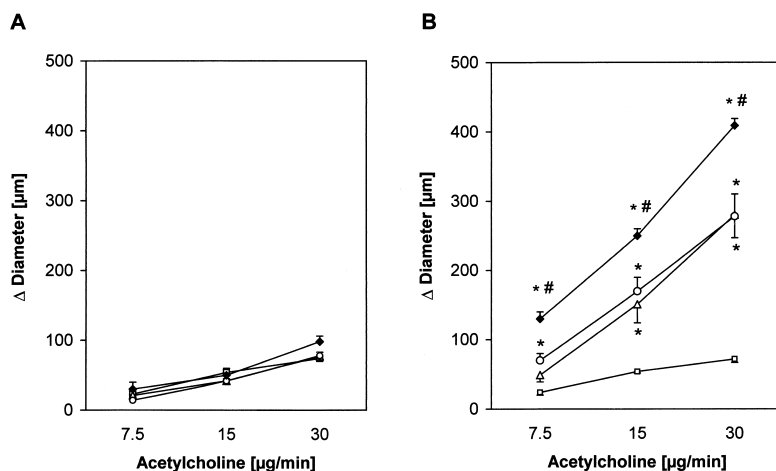 A
500
400
300
200
100
0
Δ Diameter [µm]
7.5 15 30
Acetylcholine [µg/min]
B
500
400
300
200
100
0
Δ Diameter [µm]
* #
* #
* #
*
*
*
*
*
7.5 15 30
Acetylcholine [µg/min]